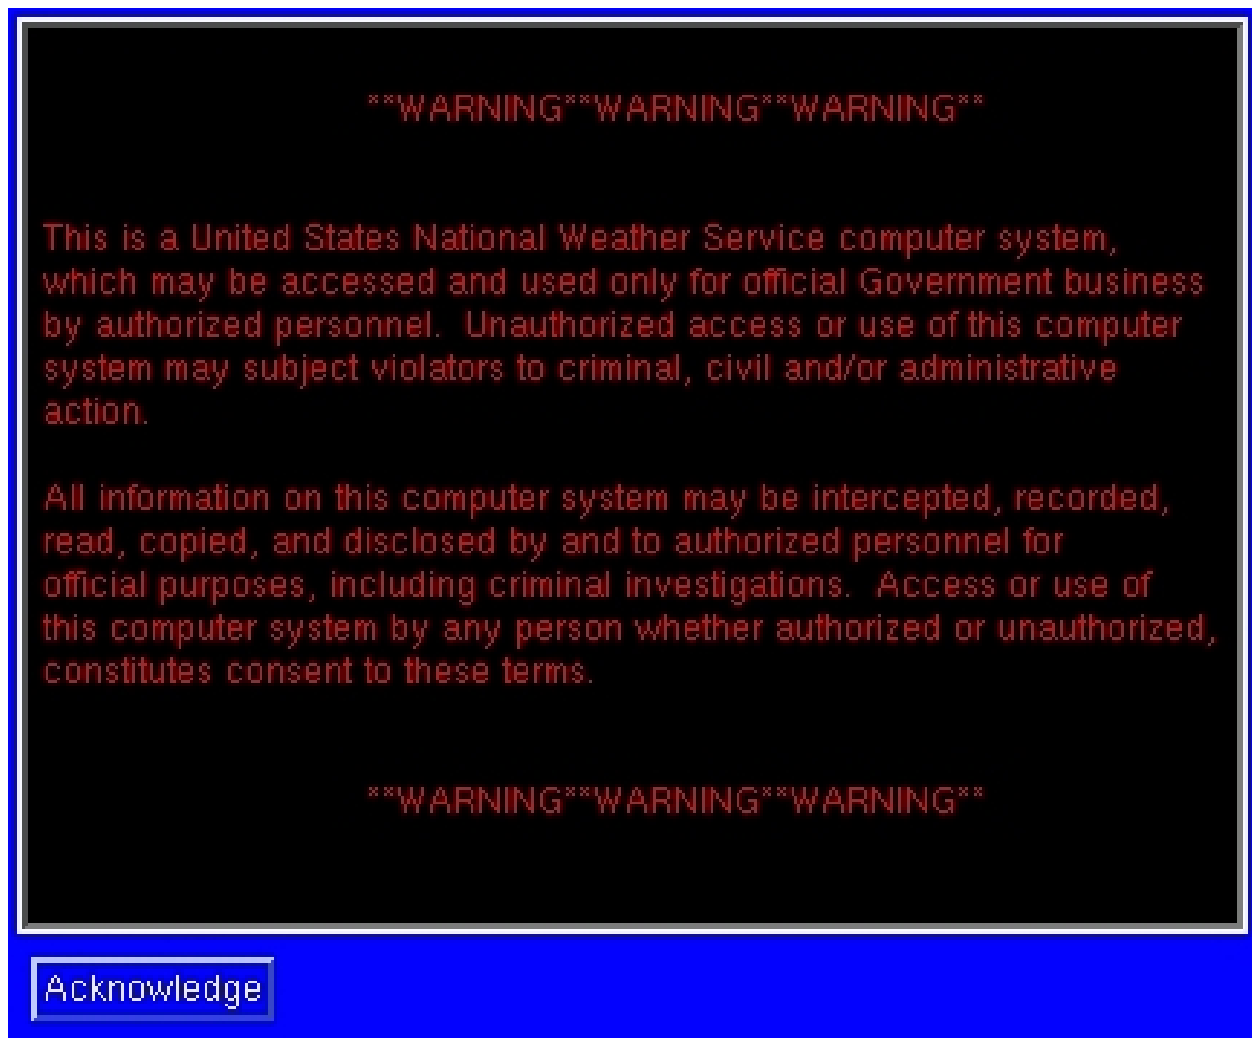 **WARNING**WARNING**WARNING**
This is a United States National Weather Service computer system,
which may be accessed and used only for official Government business
by authorized personnel.  Unauthorized access or use of this computer
system may subject violators to criminal, civil and/or administrative
action.
All information on this computer system may be intercepted, recorded,
read, copied, and disclosed by and to authorized personnel for
official purposes, including criminal investigations.  Access or use of
this computer system by any person whether authorized or unauthorized,
constitutes consent to these terms.
**WARNING**WARNING**WARNING**
Acknowledge